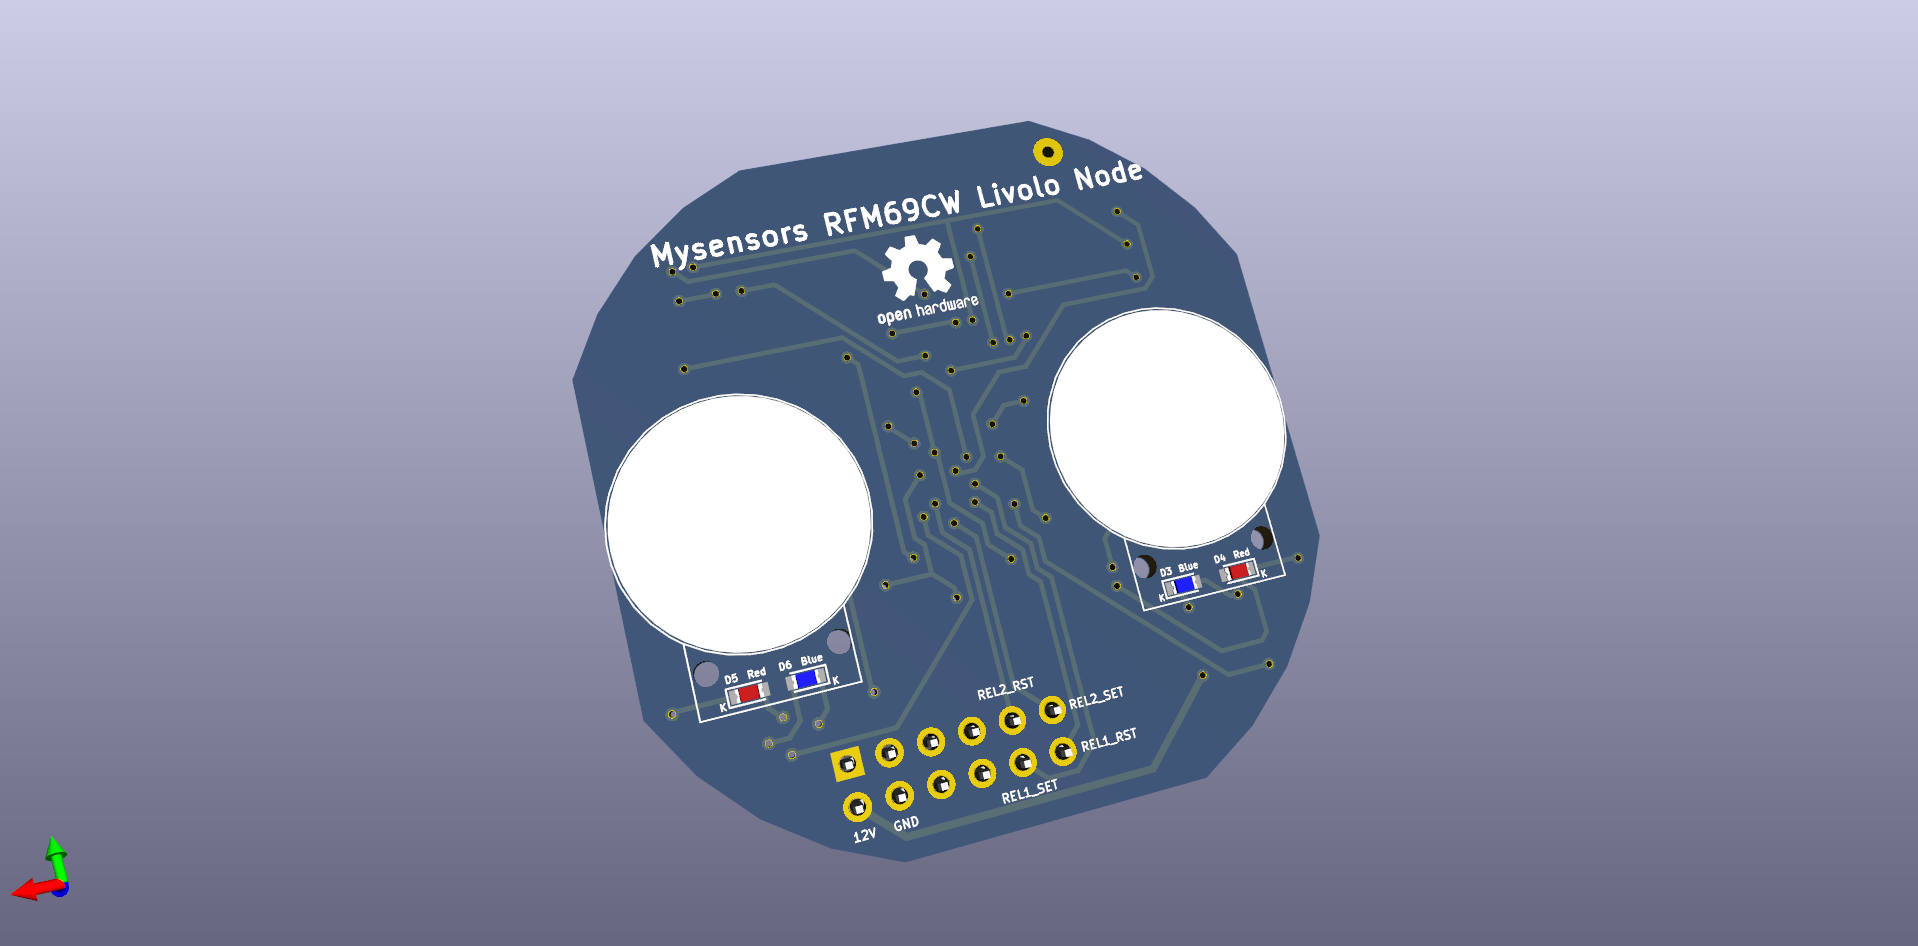 Mysensors RFM69CW Livolo Node
open hardware
D3 Blue
D4 Red
K
K
D5 Red
D6 Blue
K
K
REL2_RST
REL2_SET
REL1_RST
REL1_SET
12V
GND